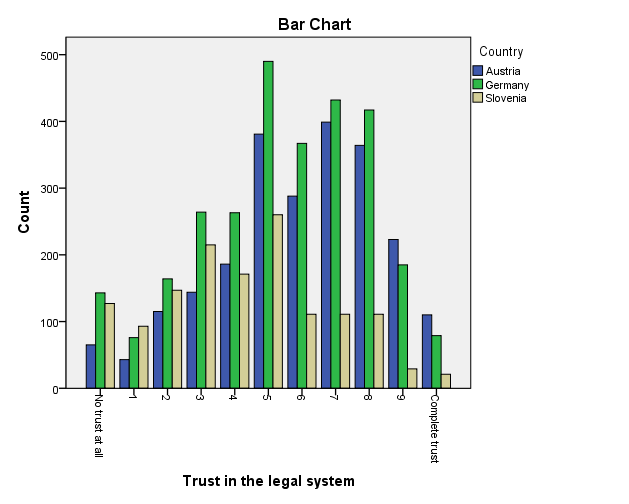 Bar Chart
Country
Austria
Germany
Slovenia
500
400
300
200
100
0
Count
No trust at all
1
2
3
4
5
6
7
8
9
Complete trust
Trust in the legal system